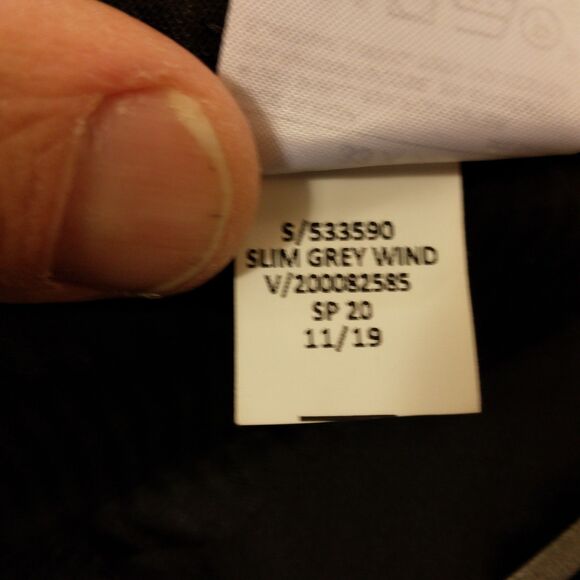 S/533590
SLIM GREY WIND
V/200082585
SP 20
11/19